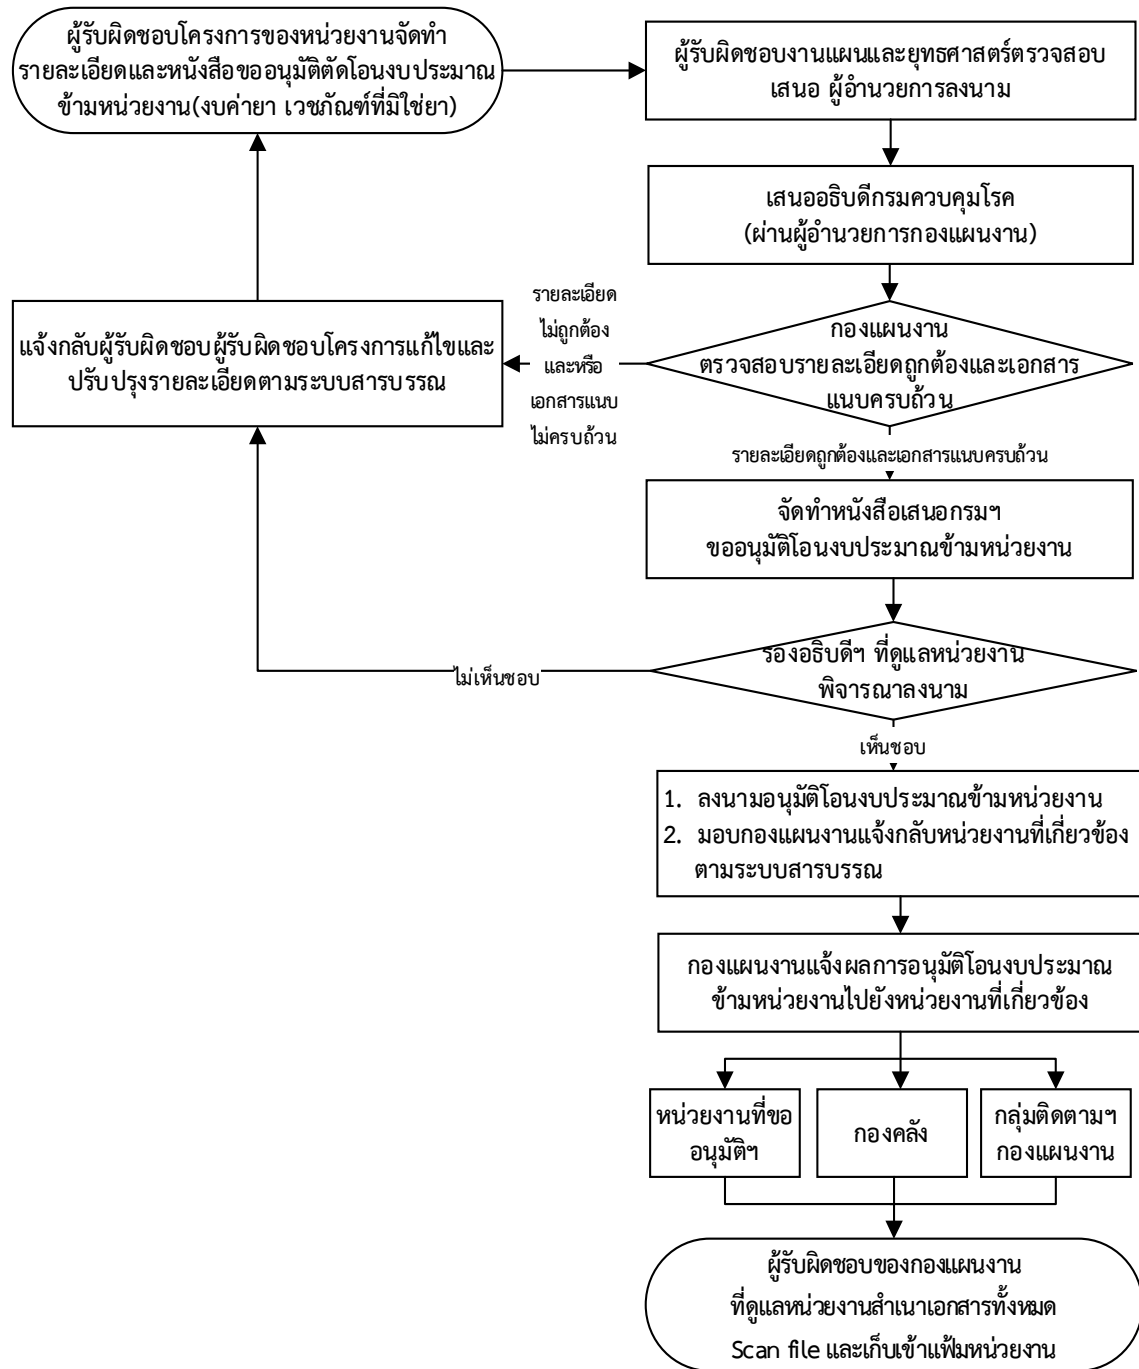 ผู้รับผิดชอบโครงการของหน่วยงานจัดทำ
รายละเอียดและหนังสือขออนุมัติตัดโอนงบประมาณ
ข้ามหน่วยงาน(งบค่ายา เวชภัณฑ์ที่มิใช่ยา)
ผู้รับผิดชอบงานแผนและยุทธศาสตร์ตรวจสอบ
เสนอ ผู้อำนวยการลงนาม
เสนออธิบดีกรมควบคุมโรค
(ผ่านผู้อำนวยการกองแผนงาน)
กองแผนงาน
ตรวจสอบรายละเอียดถูกต้องและเอกสาร
แนบครบถ้วน
รายละเอียด
ไม่ถูกต้อง
และหรือ
เอกสารแนบ
ไม่ครบถ้วน
แจ้งกลับผู้รับผิดชอบผู้รับผิดชอบโครงการแก้ไขและ
ปรับปรุงรายละเอียดตามระบบสารบรรณ
รายละเอียดถูกต้องและเอกสารแนบครบถ้วน
จัดทำหนังสือเสนอกรมฯ
ขออนุมัติโอนงบประมาณข้ามหน่วยงาน
รองอธิบดีฯ ที่ดูแลหน่วยงาน
พิจารณาลงนาม
ไม่เห็นชอบ
เห็นชอบ
1. ลงนามอนุมัติโอนงบประมาณข้ามหน่วยงาน
2. มอบกองแผนงานแจ้งกลับหน่วยงานที่เกี่ยวข้อง
ตามระบบสารบรรณ
กองแผนงานแจ้งผลการอนุมัติโอนงบประมาณ
ข้ามหน่วยงานไปยังหน่วยงานที่เกี่ยวข้อง
หน่วยงานที่ขอ
อนุมัติฯ
กองคลัง
กลุ่มติดตามฯ
กองแผนงาน
ผู้รับผิดชอบของกองแผนงาน
ที่ดูแลหน่วยงานสำเนาเอกสารทั้งหมด
Scan file และเก็บเข้าแฟ้มหน่วยงาน